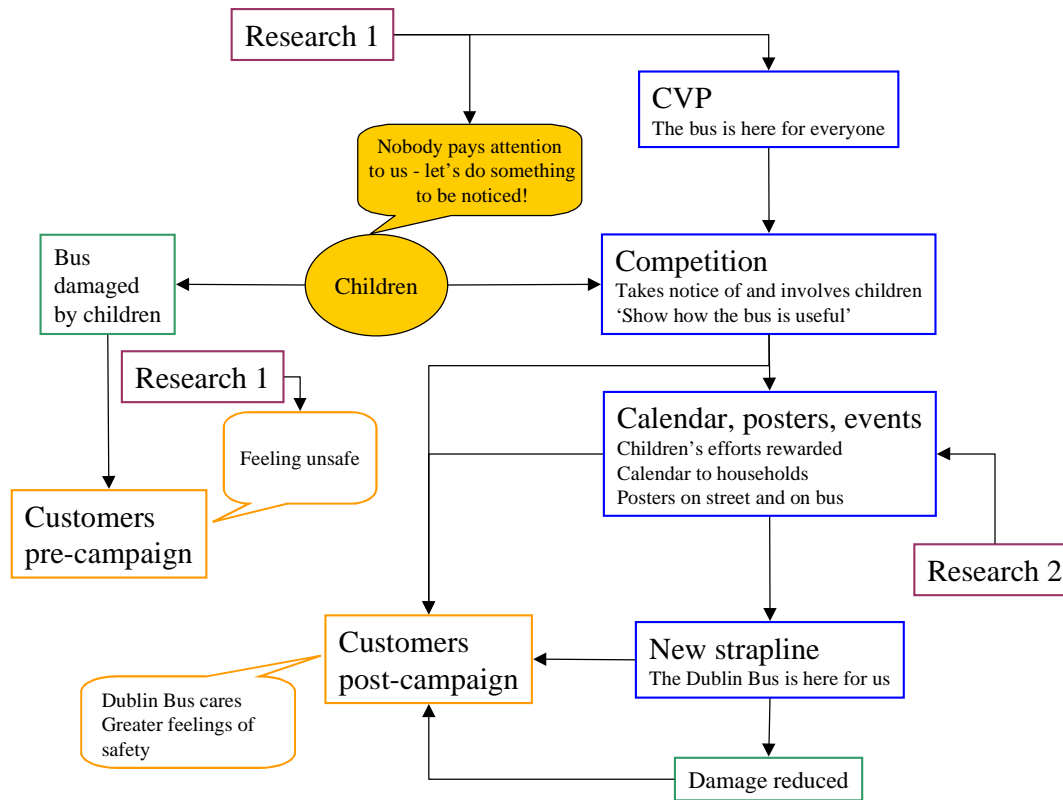 Research 1
CVP
The bus is here for everyone
Nobody pays attention
to us - let’s do something
to be noticed!
Bus
damaged
by children
Children
Competition
Takes notice of and involves children
‘Show how the bus is useful’
Research 1
Feeling unsafe
Calendar, posters, events
Children’s efforts rewarded
Calendar to households
Posters on street and on bus
Customers
pre-campaign
Research 2
Customers
post-campaign
New strapline
The Dublin Bus is here for us
Dublin Bus cares
Greater feelings of
safety
Damage reduced